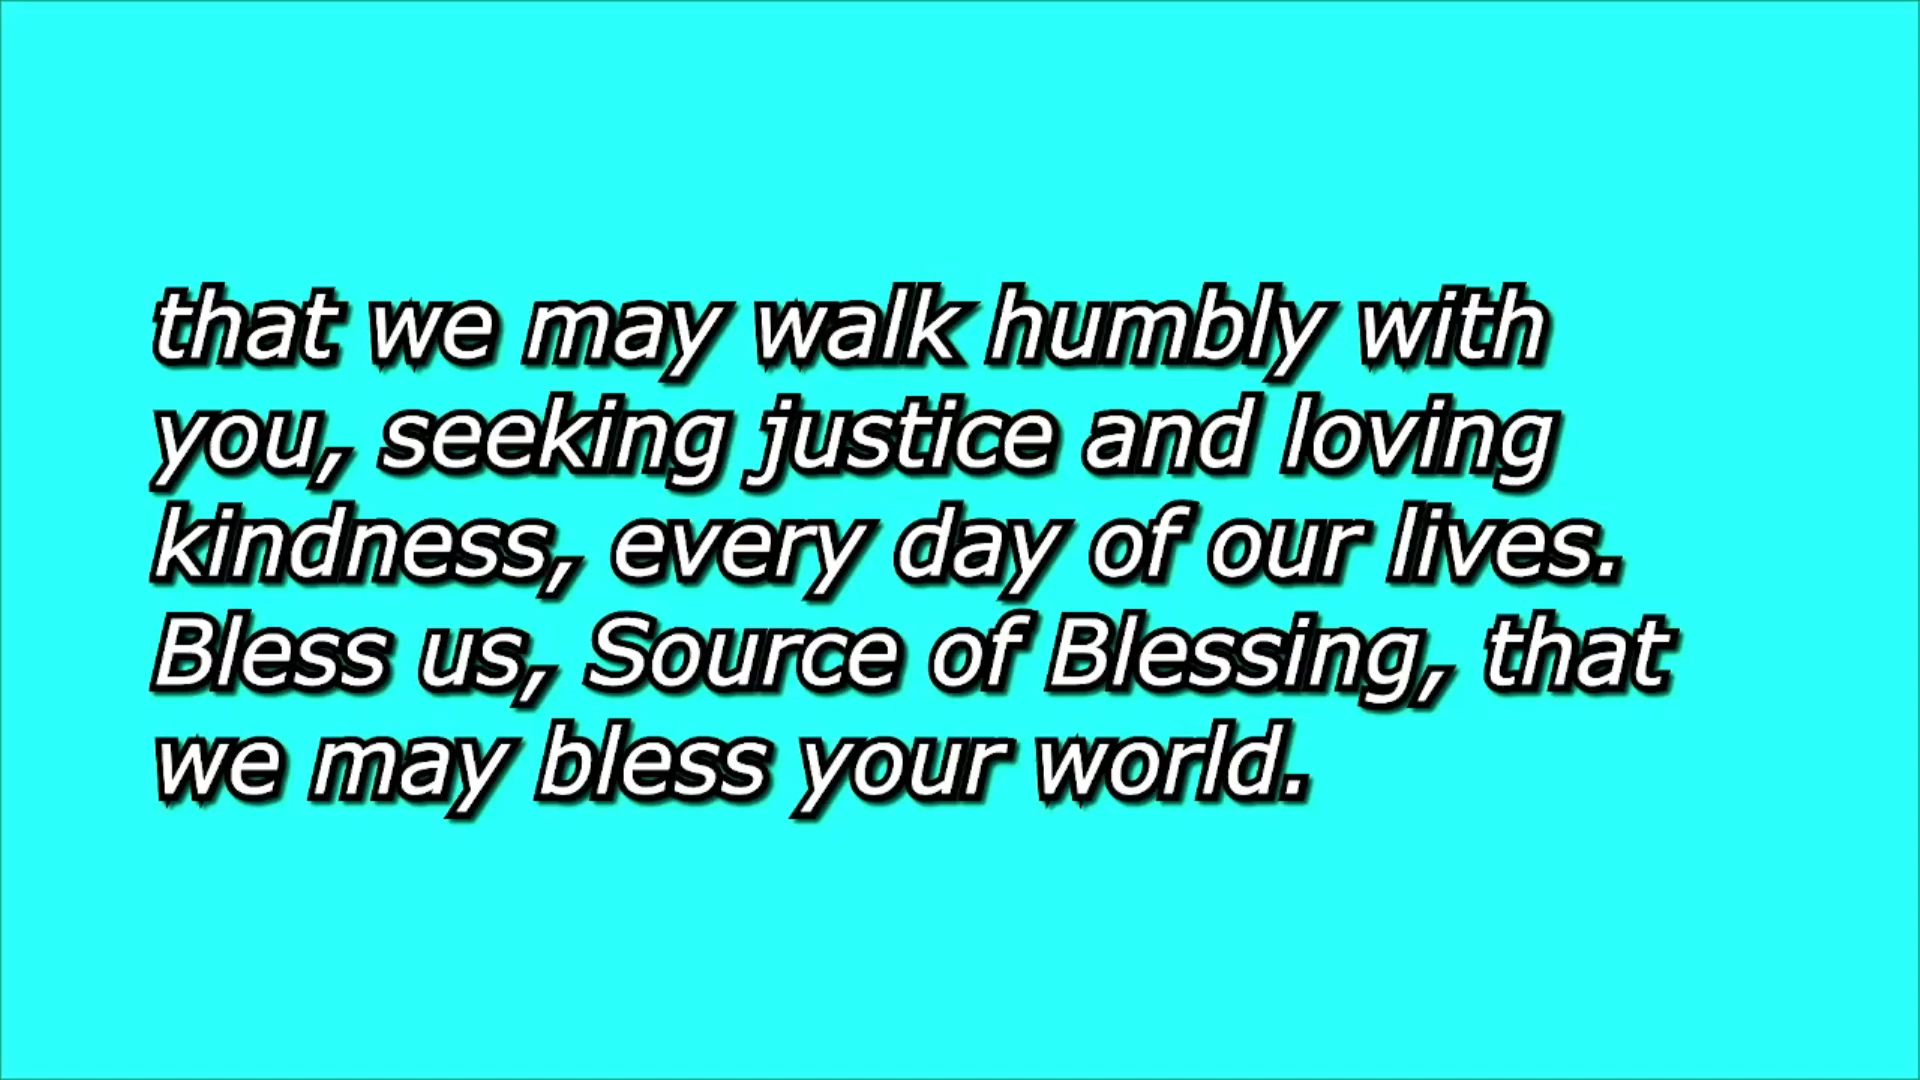 that we may walk humbly with
you, seeking justice and loving
kindness, every day of our lives.
Bless us, Source of Blessing, that
we may bless your world.